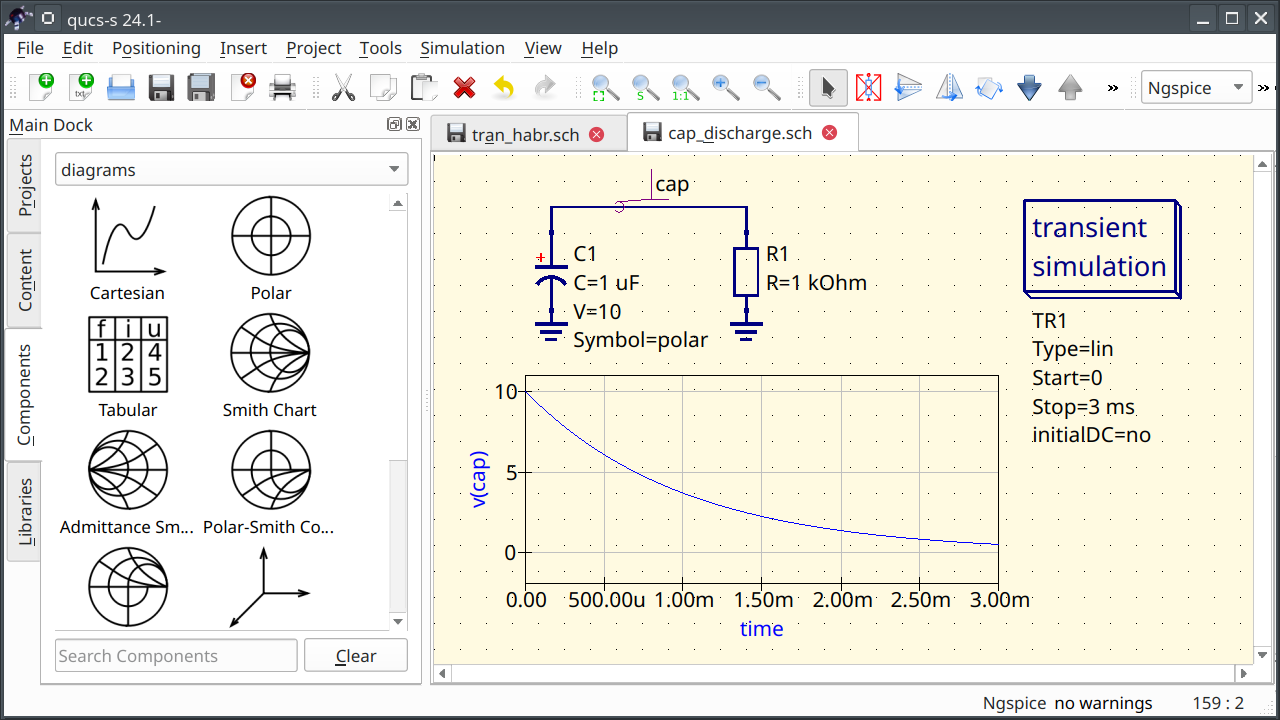 qucs-s 24.1-
File Edit Positioning Insert Project Tools Simulation View Help
txt
S
1:1
»
Ngspice
»
Main Dock
Projects
Content
Components
Libraries
diagrams
Cartesian
Polar
f i u
1 2 4
2 3 5
Tabular
Smith Chart
Admittance Sm...
Polar-Smith Co...
Search Components
Clear
tran_habr.sch
cap_discharge.sch
cap
+
C1
C=1 uF
V=10
Symbol=polar
R1
R=1 kOhm
transient
simulation
TR1
Type=lin
Start=0
Stop=3 ms
initialDC=no
v(cap)
10
5
0
0.00 500.00u 1.00m 1.50m 2.00m 2.50m 3.00m
time
Ngspice no warnings 159 : 2